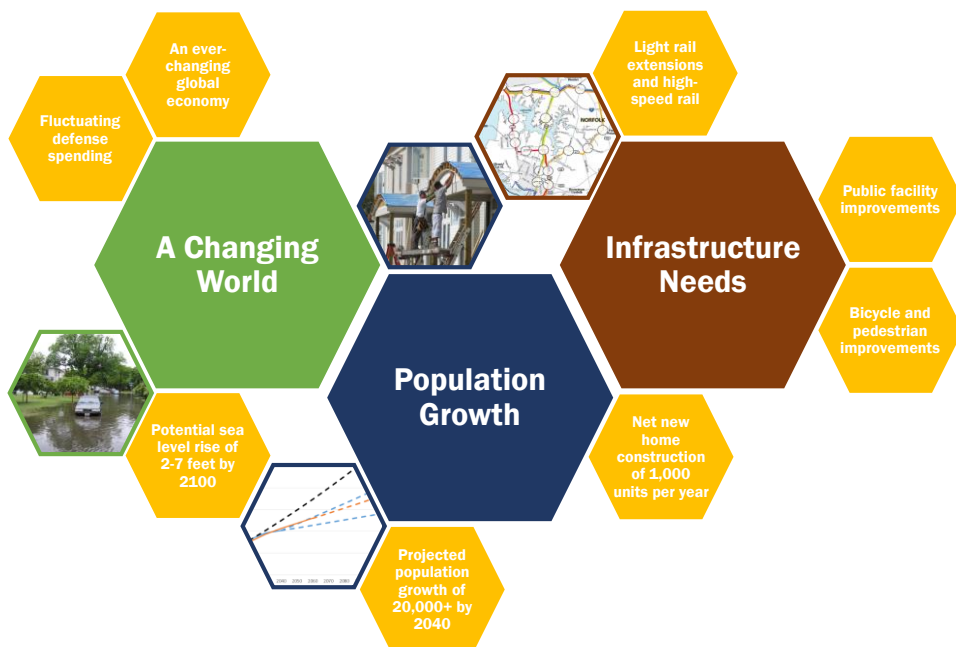 An ever-
changing
global
economy
Fluctuating
defense
spending
A Changing
World
Potential sea
level rise of
2-7 feet by
2100
Light rail
extensions
and high-
speed rail
NORFOLK
Infrastructure
Needs
Public facility
improvements
Bicycle and
pedestrian
improvements
Population
Growth
Net new
home
construction
of 1,000
units per year
Projected
population
growth of
20,000+ by
2040